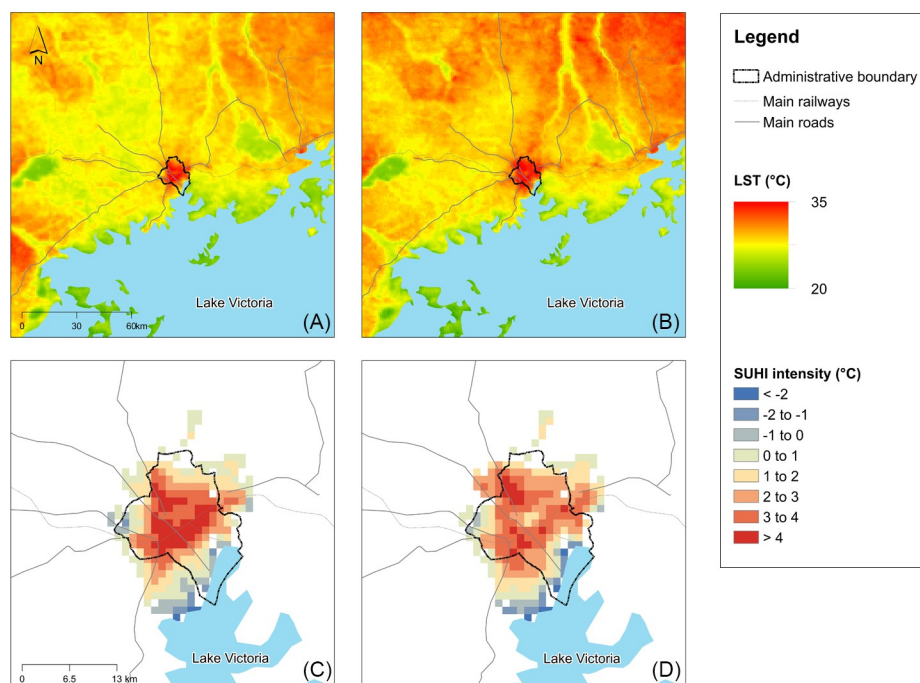 N
Lake Victoria
0 30 60km
(A)
Lake Victoria
(B)
Legend
Administrative boundary
Main railways
Main roads
LST (°C)
35
20
SUHI intensity (°C)
< -2
-2 to -1
-1 to 0
0 to 1
1 to 2
2 to 3
3 to 4
> 4
Lake Victoria
0 6.5 13 km
(C)
Lake Victoria
(D)